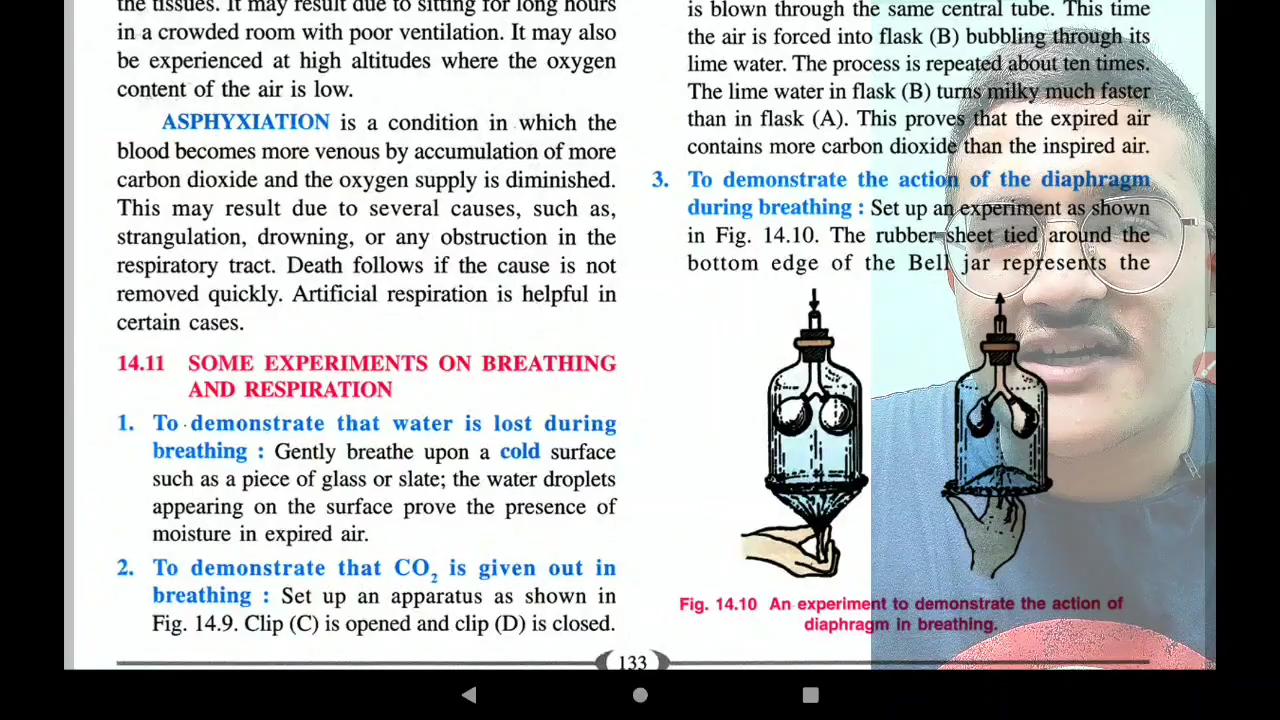 the tissues. It may result due to sitting for long hours
in a crowded room with poor ventilation. It may also
be experienced at high altitudes where the oxygen
content of the air is low.
ASPHYXIATION is a condition in which the
blood becomes more venous by accumulation of more
carbon dioxide and the oxygen supply is diminished.
This may result due to several causes, such as,
strangulation, drowning, or any obstruction in the
respiratory tract. Death follows if the cause is not
removed quickly. Artificial respiration is helpful in
certain cases.
14.11 SOME EXPERIMENTS ON BREATHING
AND RESPIRATION
1. To demonstrate that water is lost during
breathing : Gently breathe upon a cold surface
such as a piece of glass or slate; the water droplets
appearing on the surface prove the presence of
moisture in expired air.
2. To demonstrate that CO₂ is given out in
breathing : Set up an apparatus as shown in
Fig. 14.9. Clip (C) is opened and clip (D) is closed.
is blown through the same central tube. This time
the air is forced into flask (B) bubbling through its
lime water. The process is repeated about ten times.
The lime water in flask (B) turns milky much faster
than in flask (A). This proves that the expired air
contains more carbon dioxide than the inspired air.
3. To demonstrate the action of the diaphragm
during breathing : Set up an experiment as shown
in Fig. 14.10. The rubber sheet tied around the
bottom edge of the Bell jar represents the
Fig. 14.10 An experiment to demonstrate the action of
diaphragm in breathing.
133